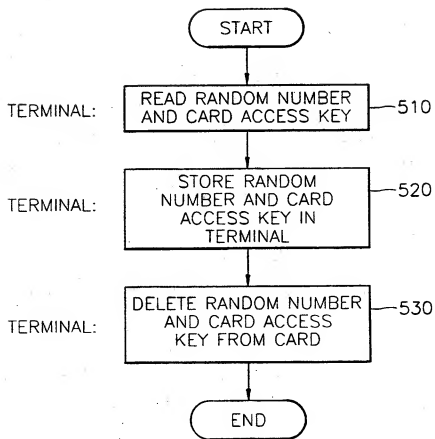 START
TERMINAL:
READ RANDOM NUMBER
AND CARD ACCESS KEY
510
TERMINAL:
STORE RANDOM
NUMBER AND CARD
ACCESS KEY IN
TERMINAL
520
TERMINAL:
DELETE RANDOM NUMBER
AND CARD ACCESS
KEY FROM CARD
530
END